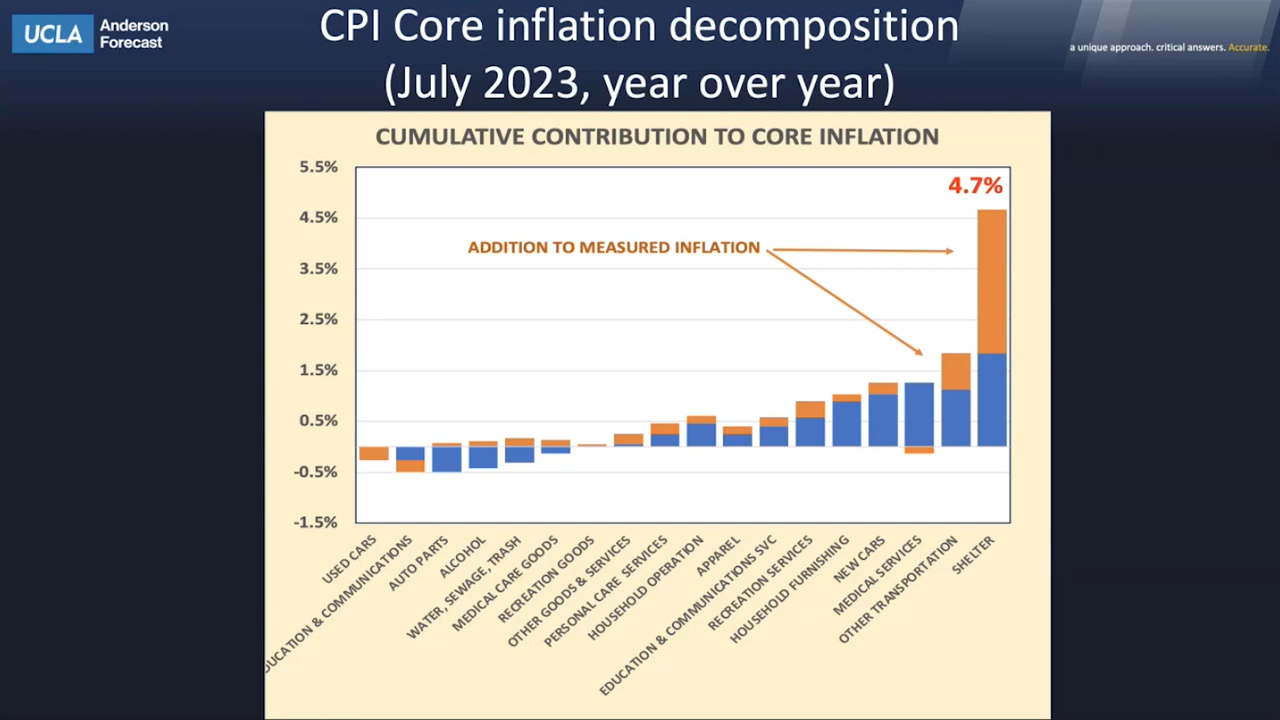 UCLA Anderson
Forecast
CPI Core inflation decomposition
(July 2023, year over year)
a unique approach. critical answers. Accurate.
CUMULATIVE CONTRIBUTION TO CORE INFLATION
5.5%
4.5%
3.5%
2.5%
1.5%
0.5%
-0.5%
-1.5%
4.7%
ADDITION TO MEASURED INFLATION
USED CARS
DUCATION & COMMUNICATIONS
AUTO PARTS
ALCOHOL
WATER, SEWAGE, TRASH
MEDICAL CARE GOODS
RECREATION GOODS
OTHER GOODS & SERVICES
PERSONAL CARE SERVICES
HOUSEHOLD OPERATION
APPAREL
EDUCATION & COMMUNICATIONS SVC
RECREATION SERVICES
HOUSEHOLD FURNISHING
NEW CARS
MEDICAL SERVICES
OTHER TRANSPORTATION
SHELTER